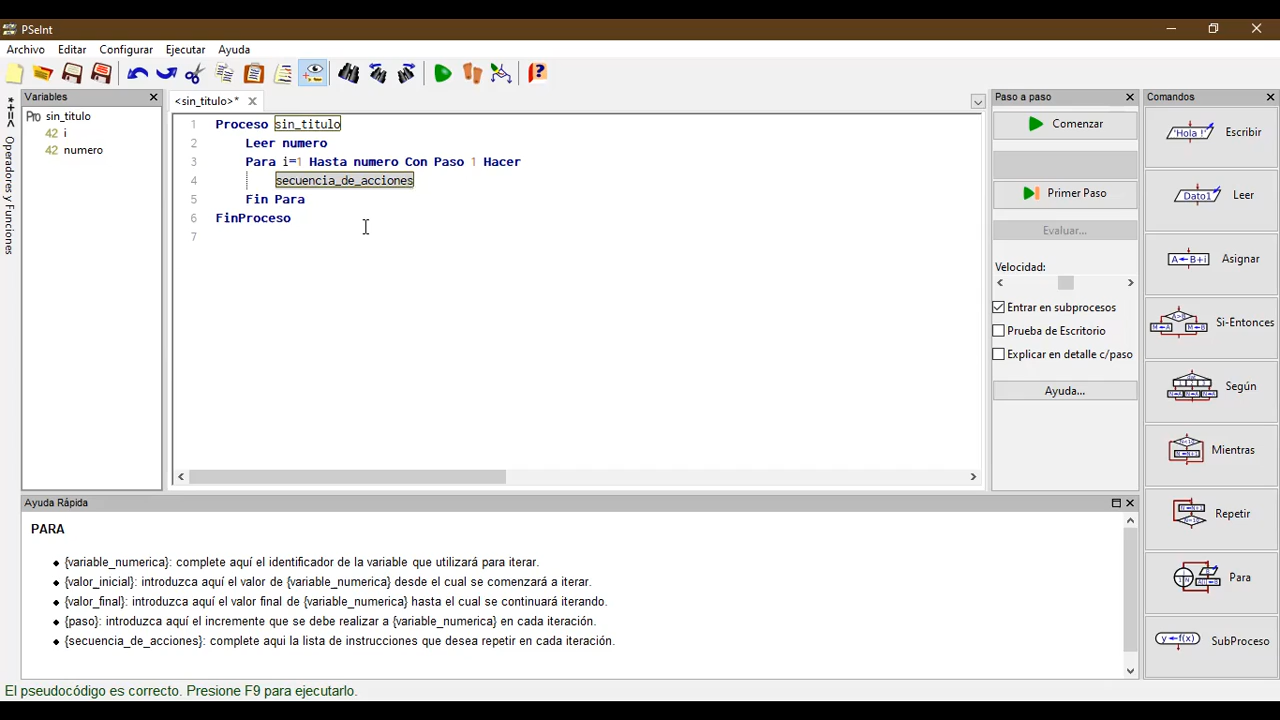 PSeInt
Archivo Editar Configurar Ejecutar Ayuda
Variables
<sin_titulo>*
Paso a paso
Comandos
*+=< Operadores y Funciones
Pro sin_titulo
42 i
42 numero
1 Proceso sin_titulo
2 Leer numero
3 Para i=1 Hasta numero Con Paso 1 Hacer
4 secuencia_de_acciones
5 Fin Para
6 FinProceso
7
Comenzar
Primer Paso
Evaluar...
Velocidad:
Entrar en subprocesos
Prueba de Escritorio
Explicar en detalle c/paso
Ayuda...
'Hola !' Escribir
Dato1 Leer
A←B+i Asignar
Si-Entonces
Según
Mientras
Repetir
Para
y←f(x) SubProceso
Ayuda Rápida
PARA
{variable_numerica}: complete aquí el identificador de la variable que utilizará para iterar.
{valor_inicial}: introduzca aquí el valor de {variable_numerica} desde el cual se comenzará a iterar.
{valor_final}: introduzca aquí el valor final de {variable_numerica} hasta el cual se continuará iterando.
{paso}: introduzca aquí el incremente que se debe realizar a {variable_numerica} en cada iteración.
{secuencia_de_acciones}: complete aqui la lista de instrucciones que desea repetir en cada iteración.
El pseudocódigo es correcto. Presione F9 para ejecutarlo.